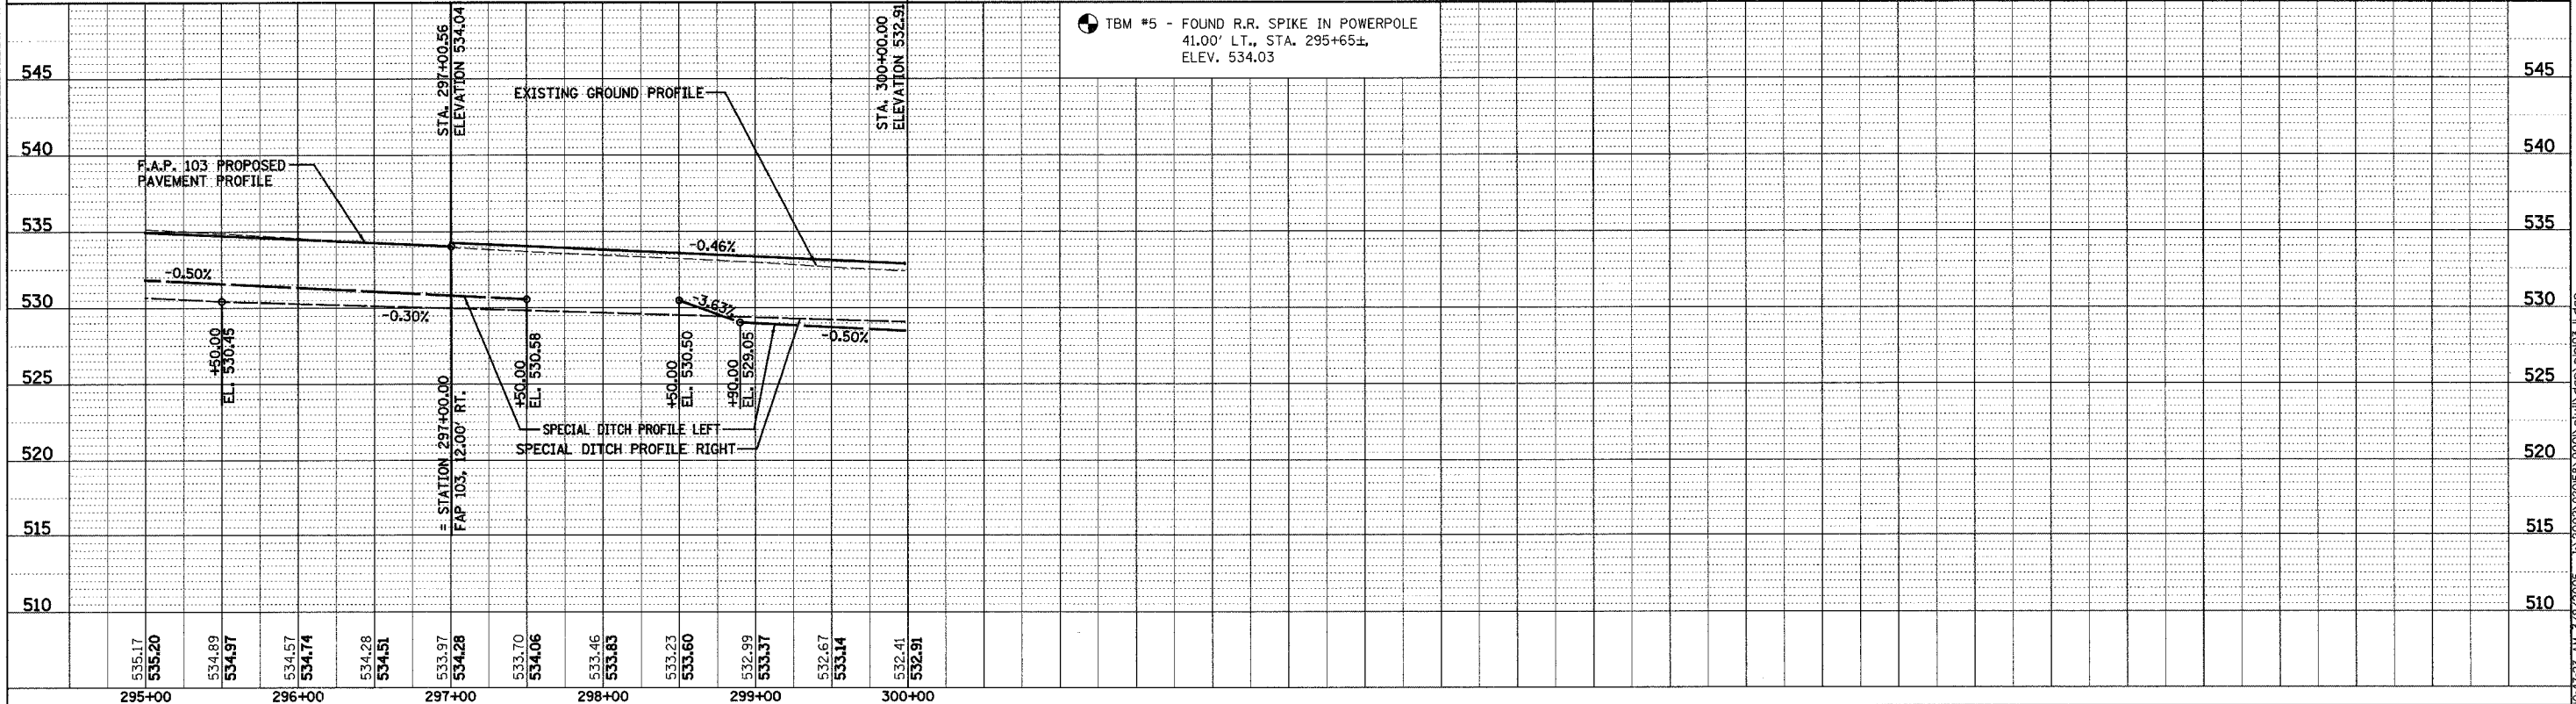 TBM #5 - FOUND R.R. SPIKE IN POWERPOLE
41.00' LT., STA. 295+65±,
ELEV. 534.03
STA. 297+00.56
ELEVATION 534.04
STA. 300+00.00
ELEVATION 532.91
545
545
EXISTING GROUND PROFILE
540
540
F.A.P. 103 PROPOSED
PAVEMENT PROFILE
535
535
-0.46%
-0.50%
530
530
-0.30%
-3.63%
-0.50%
+50.00
EL. 530.45
+50.00
EL. 530.58
+50.00
EL. 530.50
+90.00
EL. 529.05
525
525
= STATION 297+00.00
FAP 103, 12.00' RT.
SPECIAL DITCH PROFILE LEFT
SPECIAL DITCH PROFILE RIGHT
520
520
515
515
510
510
535.17
535.20
534.89
534.97
534.57
534.74
534.28
534.51
533.97
534.28
533.70
534.06
533.46
533.83
533.23
533.60
532.99
533.37
532.67
533.14
532.41
532.91
295+00
296+00
297+00
298+00
299+00
300+00